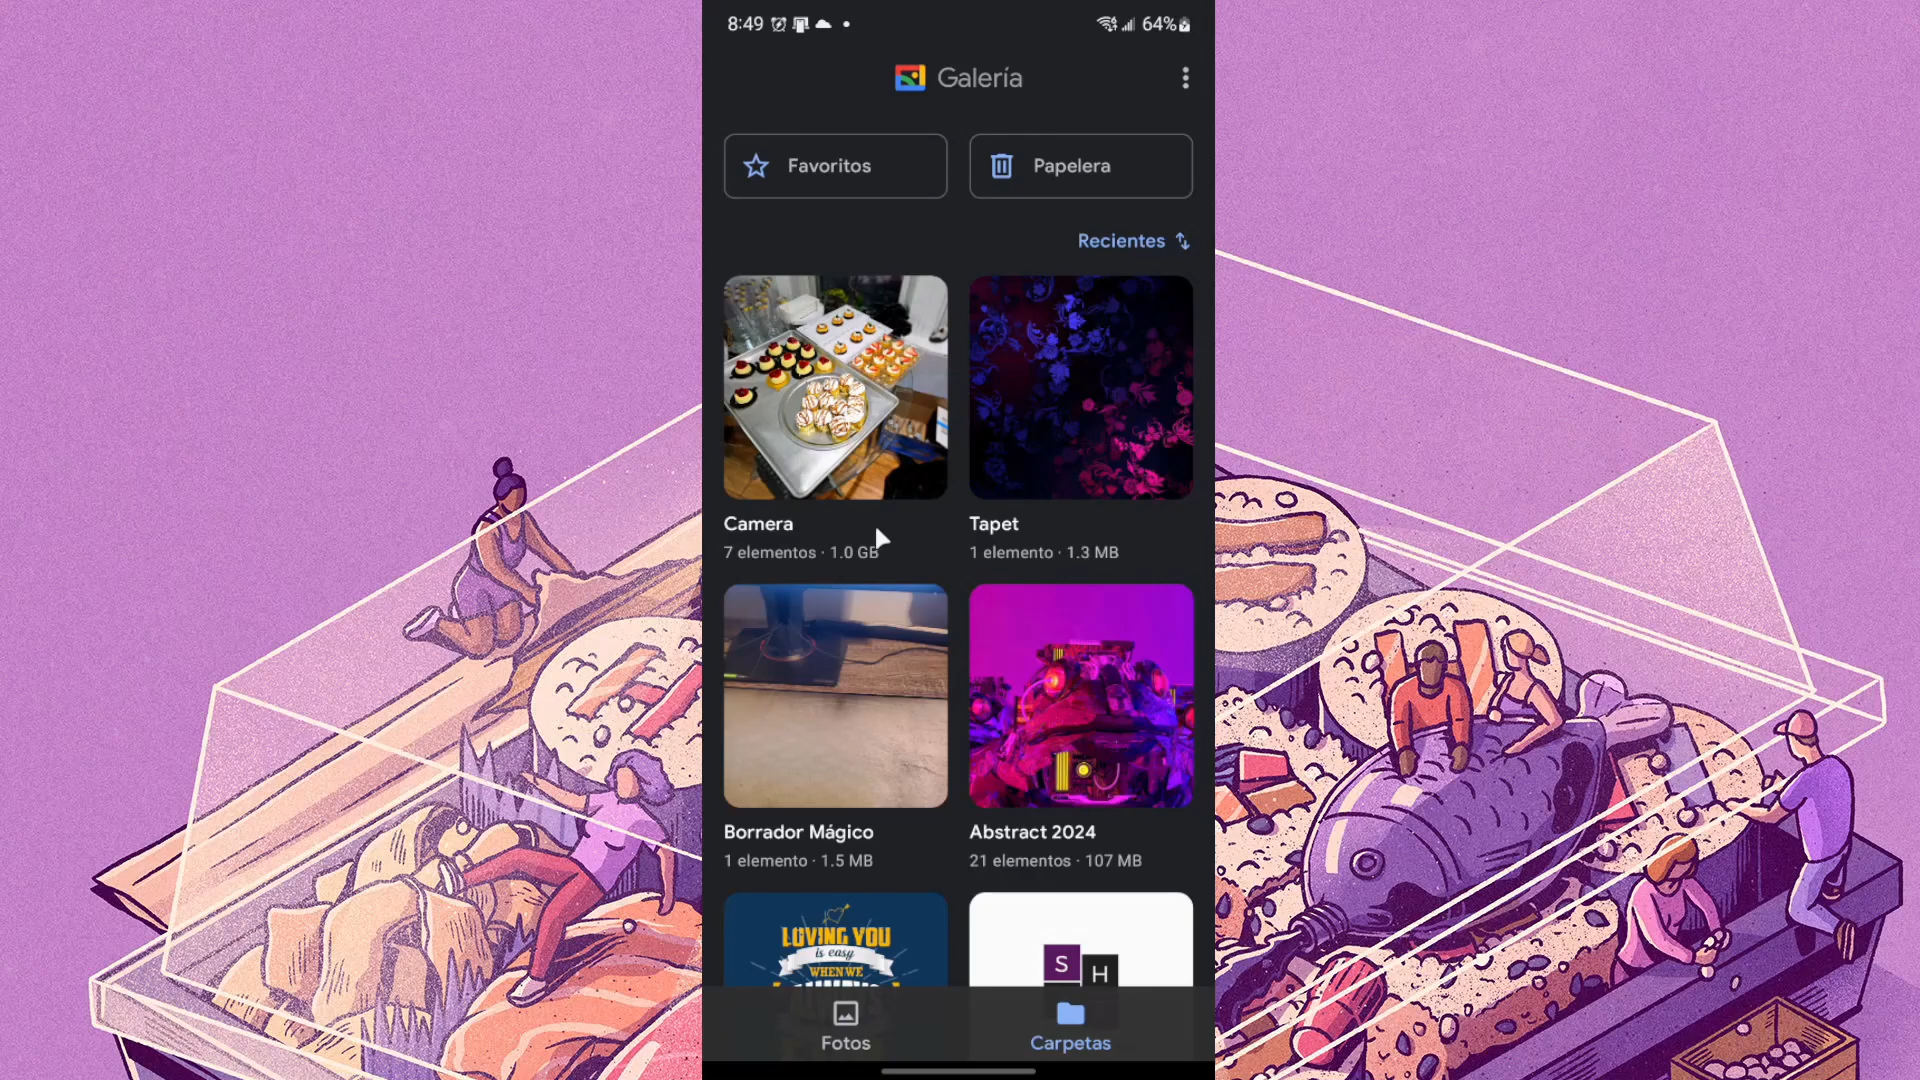 8:49
64%
Galería
Favoritos
Papelera
Recientes
Camera
7 elementos · 1.0 GB
Tapet
1 elemento · 1.3 MB
Borrador Mágico
1 elemento · 1.5 MB
Abstract 2024
21 elementos · 107 MB
LOVING YOU
is easy
WHEN WE
S
H
Fotos
Carpetas